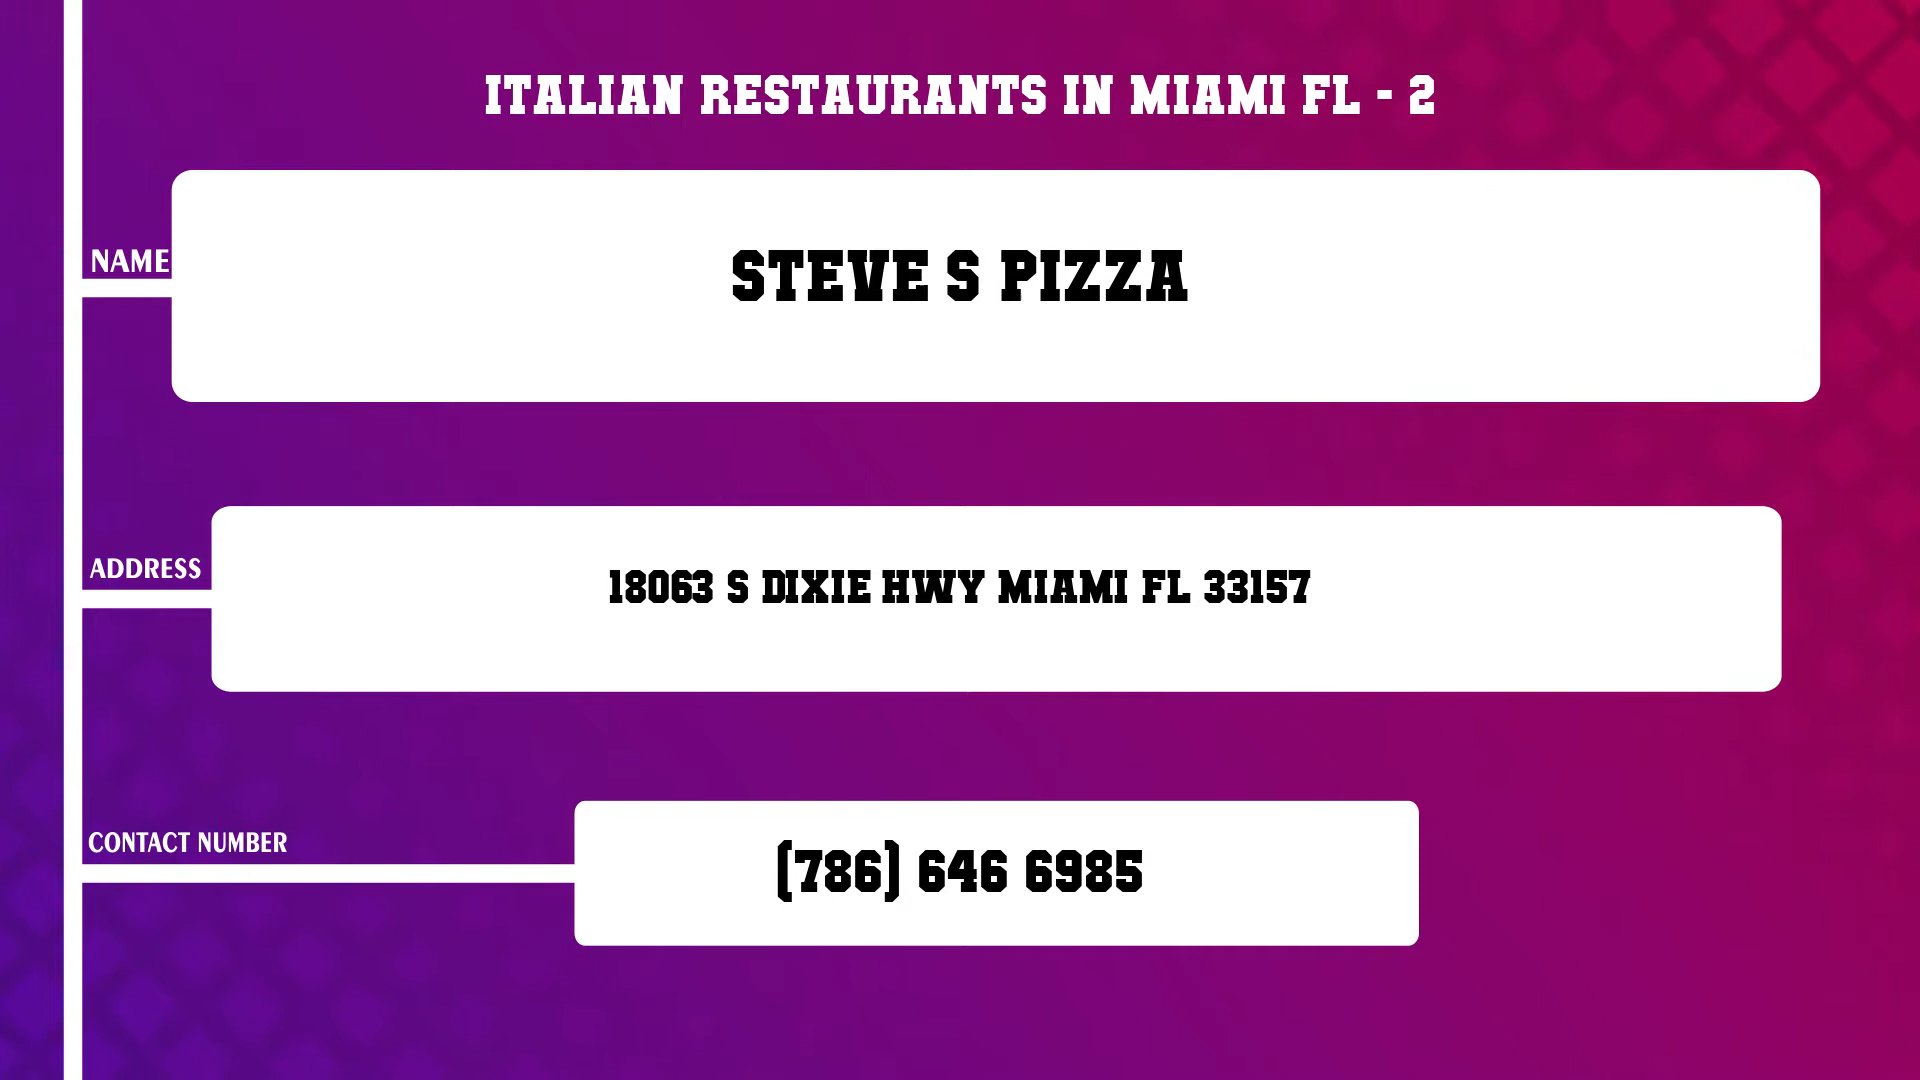 ITALIAN RESTAURANTS IN MIAMI FL - 2
NAME
STEVE S PIZZA
ADDRESS
18063 S DIXIE HWY MIAMI FL 33157
CONTACT NUMBER
(786) 646 6985